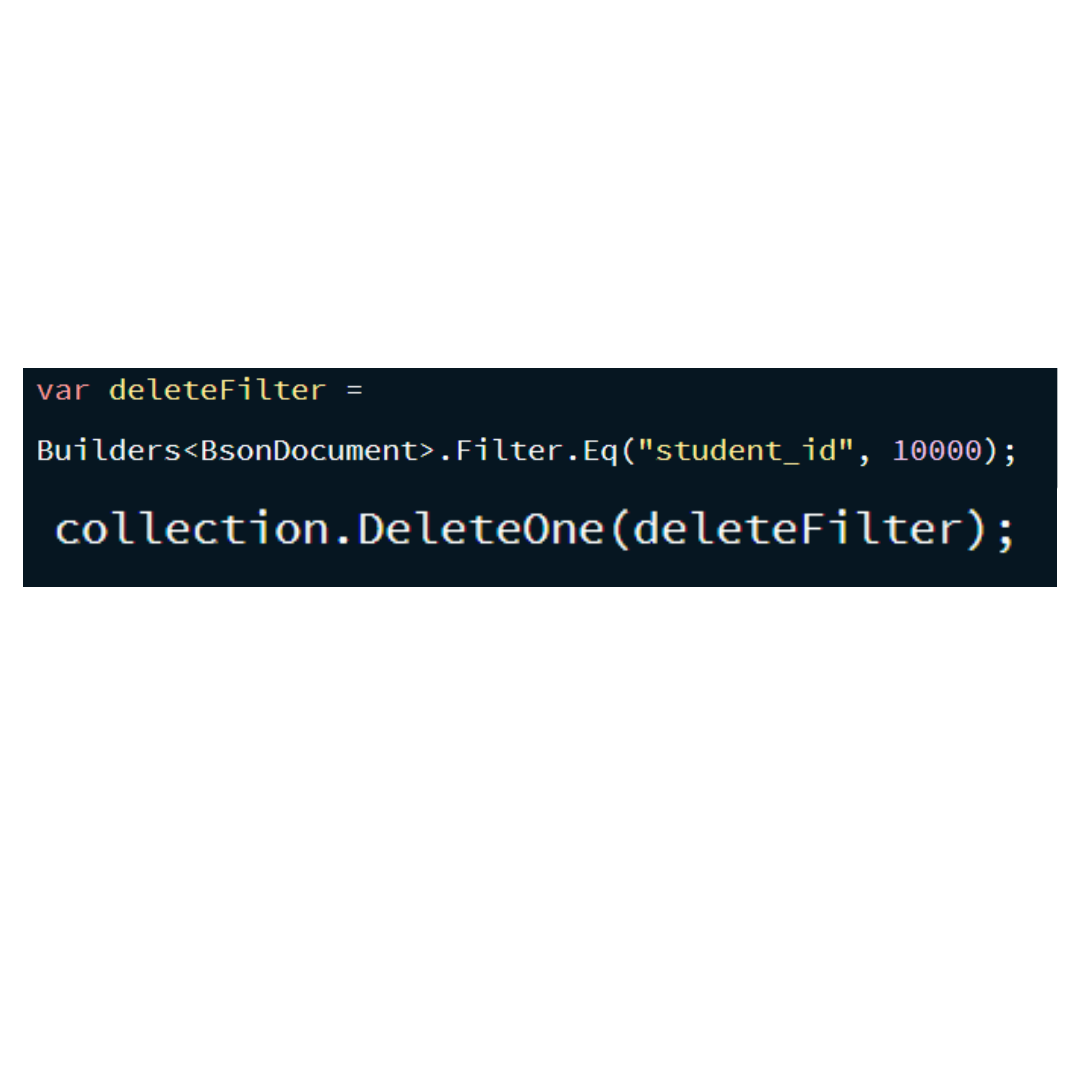 var deleteFilter =
Builders<BsonDocument>.Filter.Eq("student_id", 10000);
collection.DeleteOne(deleteFilter);